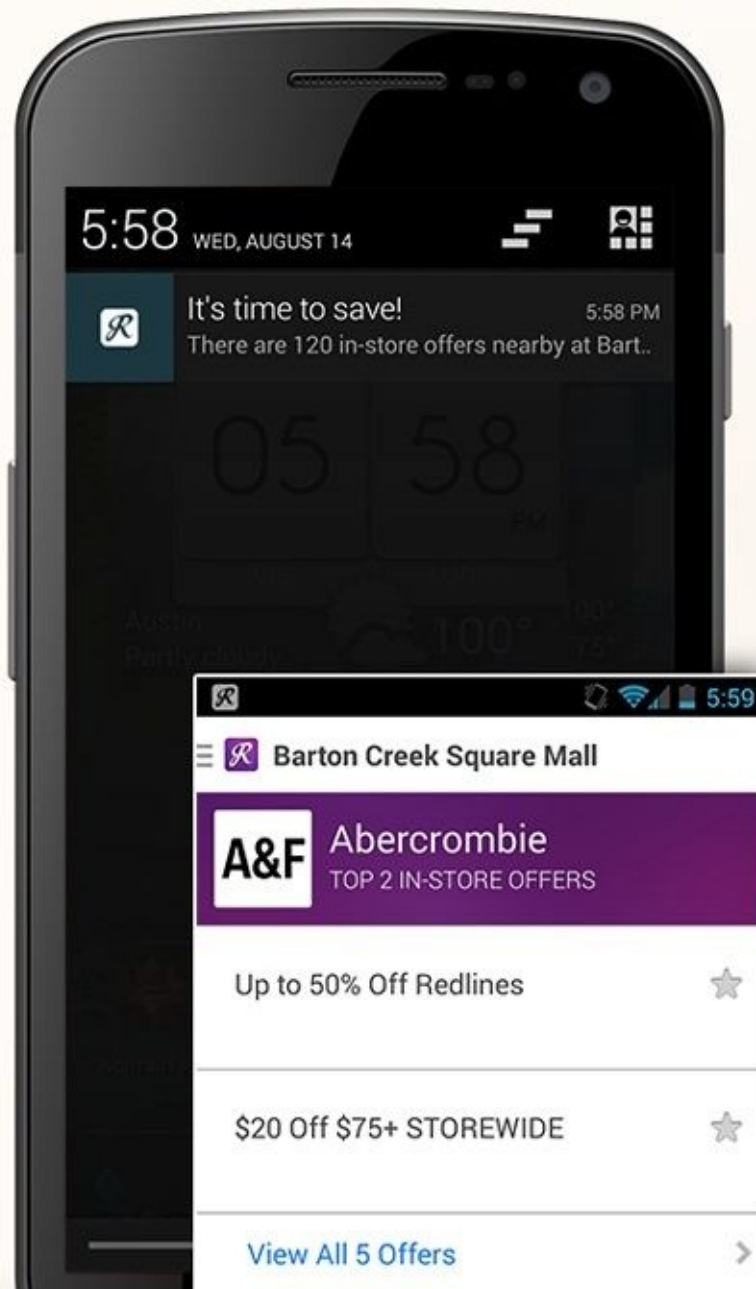 5:58 WED, AUGUST 14
R
It's time to save! 5:58 PM
There are 120 in-store offers nearby at Bart..
05 58
PM
Austin 100° 100°
Partly cloudy 75°
R 5:59
R Barton Creek Square Mall
A&F Abercrombie
TOP 2 IN-STORE OFFERS
Up to 50% Off Redlines
$20 Off $75+ STOREWIDE
View All 5 Offers